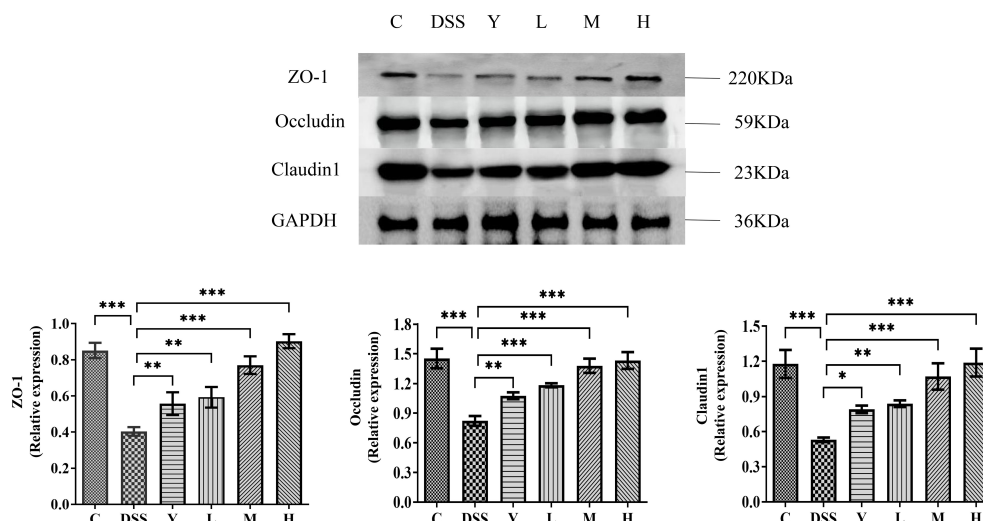 C DSS Y L M H
ZO-1 220KDa
Occludin 59KDa
Claudin1 23KDa
GAPDH 36KDa
ZO-1
(Relative expression)
1.0
0.8
0.6
0.4
0.2
0.0
***
***
***
**
**
C DSS Y L M H
Occludin
(Relative expression)
1.8
1.5
1.2
0.9
0.6
0.3
0.0
***
***
***
***
**
C DSS Y L M H
Claudin1
(Relative expression)
1.5
1.2
0.9
0.6
0.3
0.0
***
***
***
**
*
C DSS Y L M H